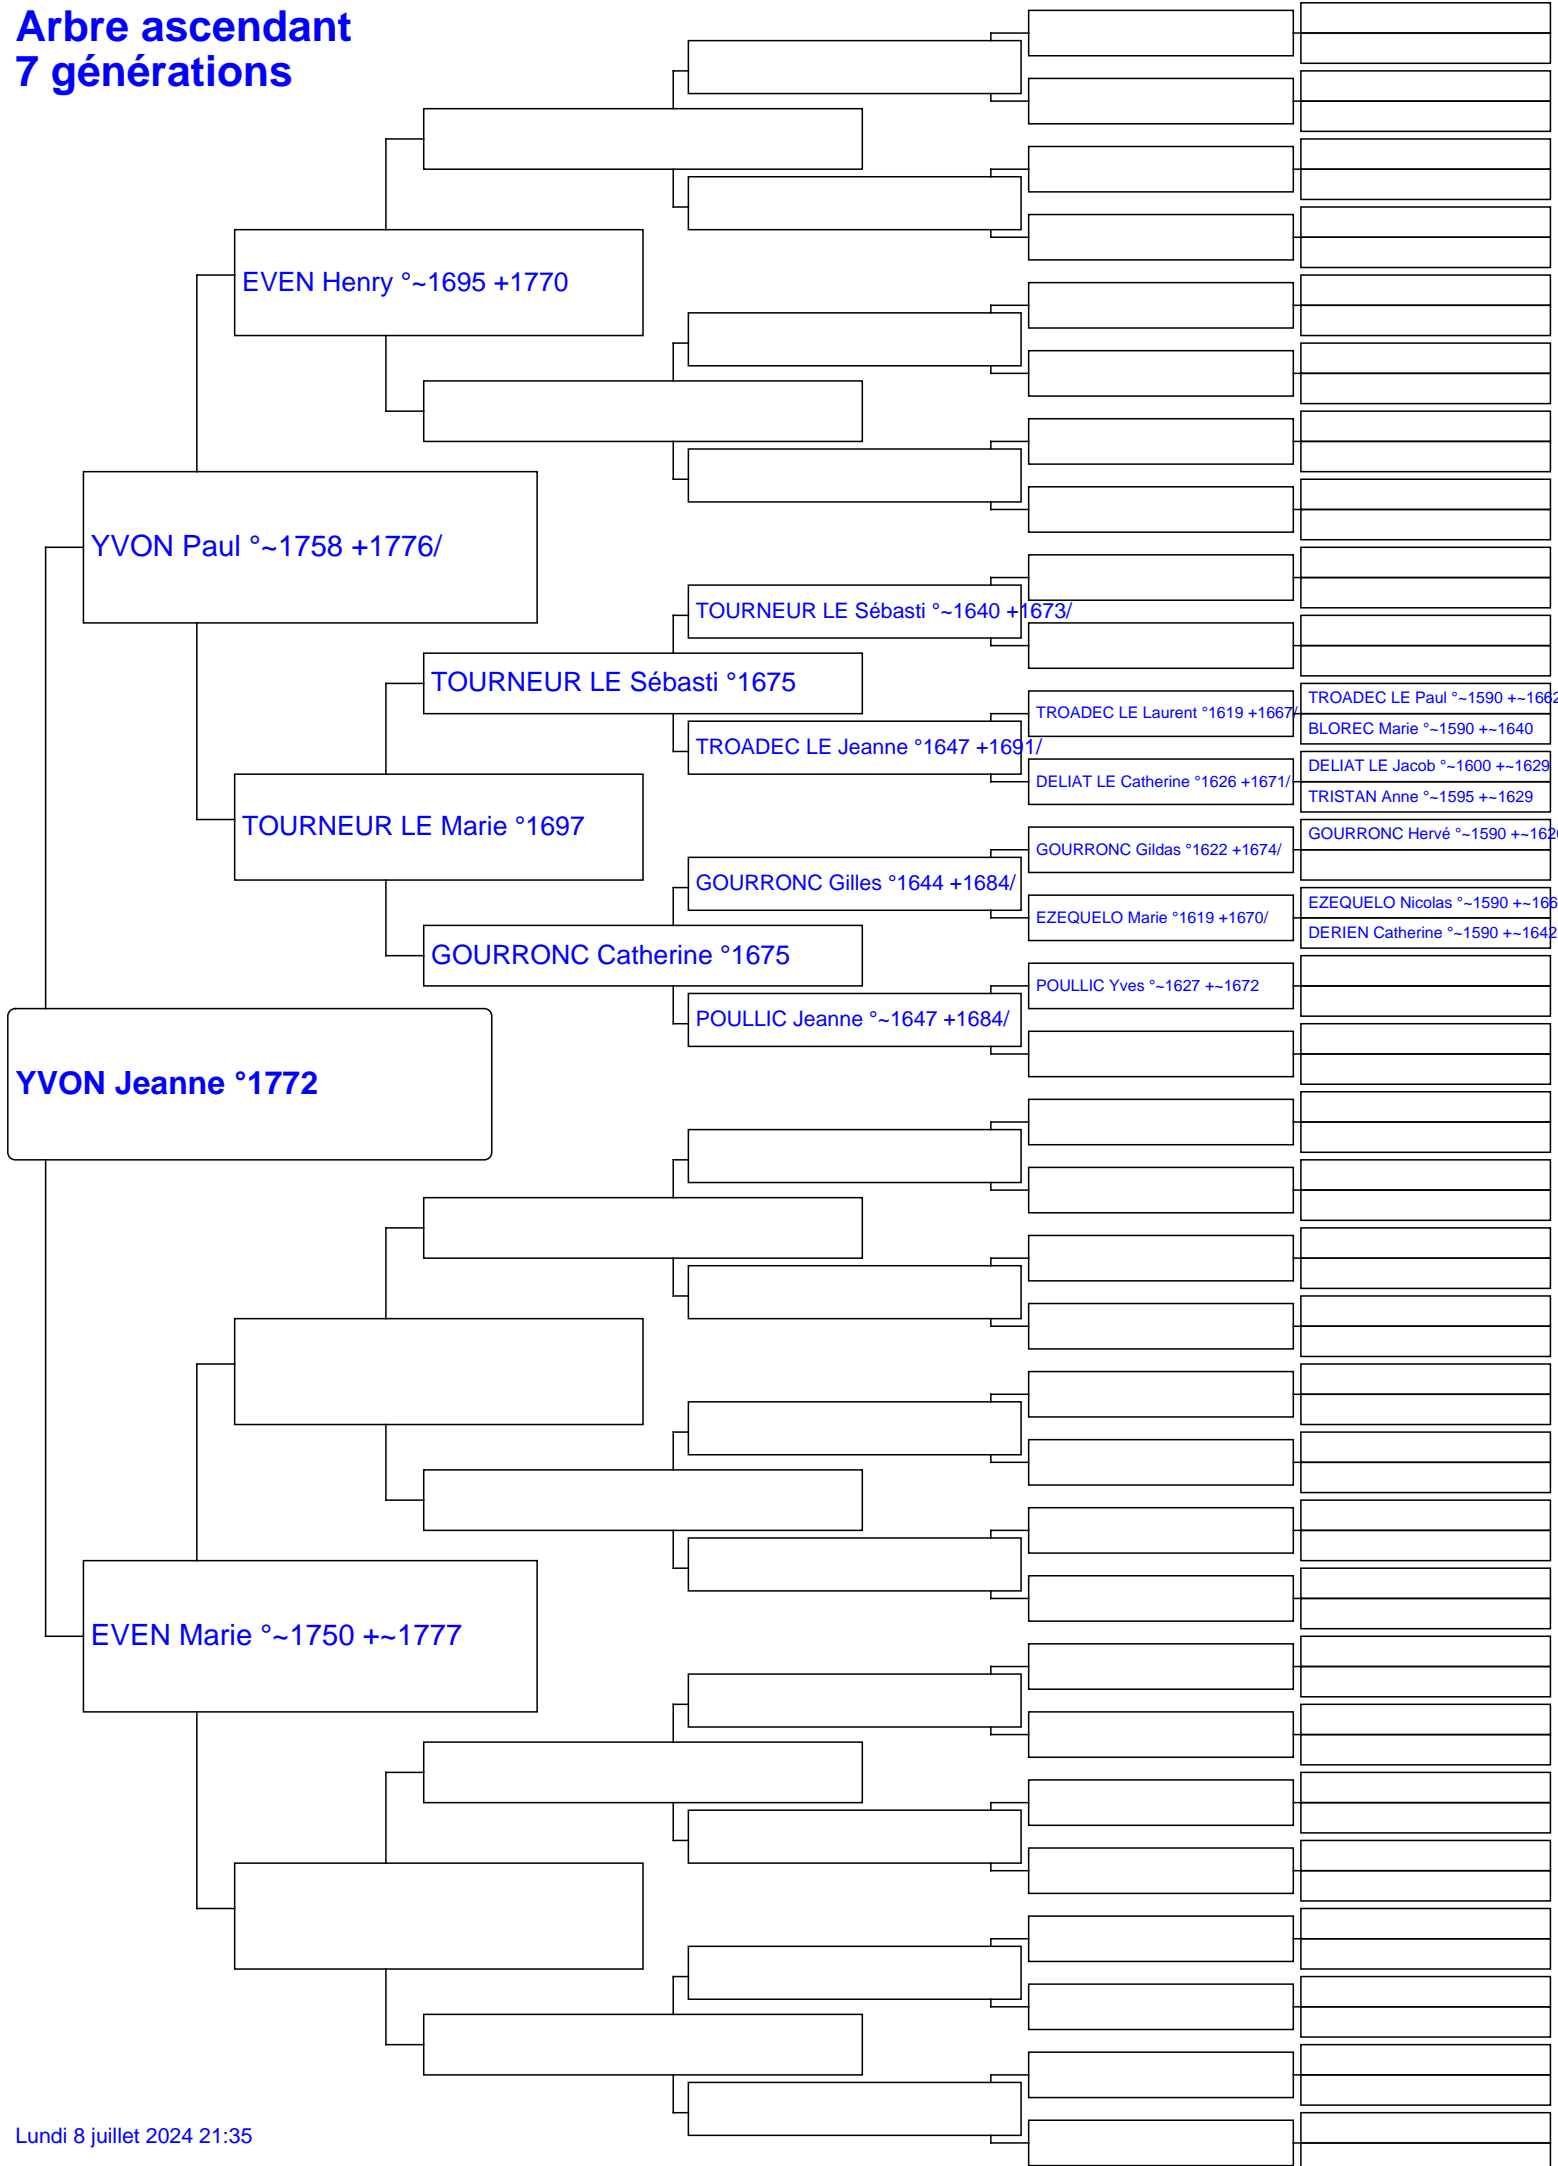 Arbre ascendant
7 générations
EVEN Henry °~1695 +1770
YVON Paul °~1758 +1776/
TOURNEUR LE Sébasti °~1640 +1673/
TOURNEUR LE Sébasti °1675
TROADEC LE Laurent °1619 +1667/
TROADEC LE Paul °~1590 +~1662
BLOREC Marie °~1590 +~1640
TROADEC LE Jeanne °1647 +1691/
DELIAT LE Catherine °1626 +1671/
DELIAT LE Jacob °~1600 +~1629
TRISTAN Anne °~1595 +~1629
TOURNEUR LE Marie °1697
GOURRONC Gildas °1622 +1674/
GOURRONC Hervé °~1590 +~1626
GOURRONC Gilles °1644 +1684/
EZEQUELO Marie °1619 +1670/
EZEQUELO Nicolas °~1590 +~166
DERIEN Catherine °~1590 +~1642
GOURRONC Catherine °1675
POULLIC Yves °~1627 +~1672
POULLIC Jeanne °~1647 +1684/
YVON Jeanne °1772
EVEN Marie °~1750 +~1777
Lundi 8 juillet 2024 21:35